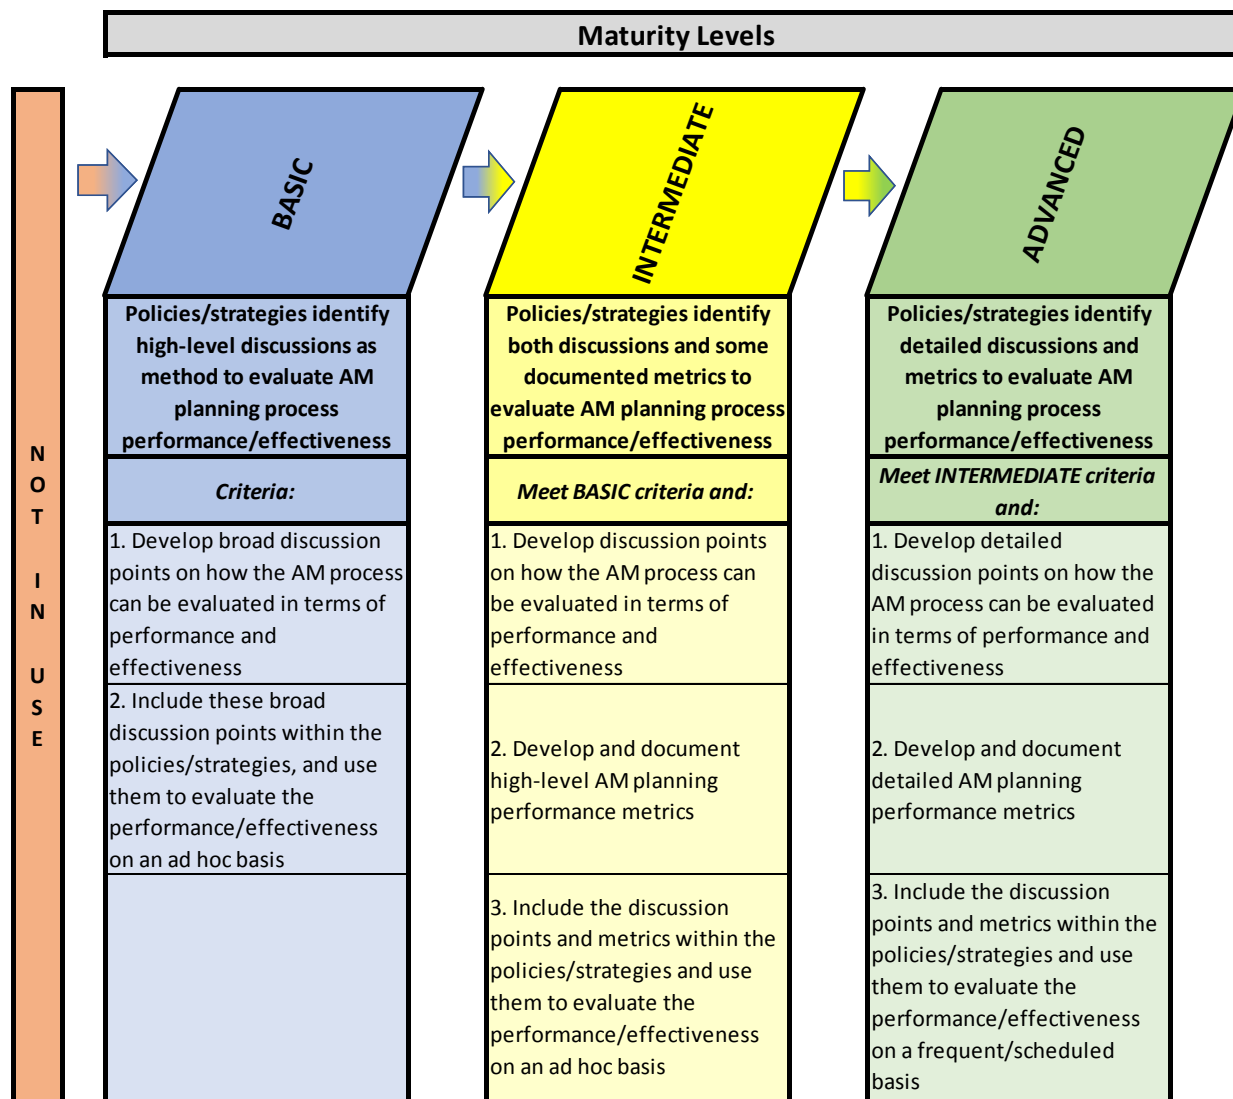 Maturity Levels
NOT IN USE
BASIC
Policies/strategies identify
high-level discussions as
method to evaluate AM
planning process
performance/effectiveness
Criteria:
1. Develop broad discussion
points on how the AM process
can be evaluated in terms of
performance and
effectiveness
2. Include these broad
discussion points within the
policies/strategies, and use
them to evaluate the
performance/effectiveness
on an ad hoc basis
INTERMEDIATE
Policies/strategies identify
both discussions and some
documented metrics to
evaluate AM planning process
performance/effectiveness
Meet BASIC criteria and:
1. Develop discussion points
on how the AM process can
be evaluated in terms of
performance and
effectiveness
2. Develop and document
high-level AM planning
performance metrics
3. Include the discussion
points and metrics within the
policies/strategies and use
them to evaluate the
performance/effectiveness
on an ad hoc basis
ADVANCED
Policies/strategies identify
detailed discussions and
metrics to evaluate AM
planning process
performance/effectiveness
Meet INTERMEDIATE criteria
and:
1. Develop detailed
discussion points on how the
AM process can be evaluated
in terms of performance and
effectiveness
2. Develop and document
detailed AM planning
performance metrics
3. Include the discussion
points and metrics within the
policies/strategies and use
them to evaluate the
performance/effectiveness
on a frequent/scheduled
basis